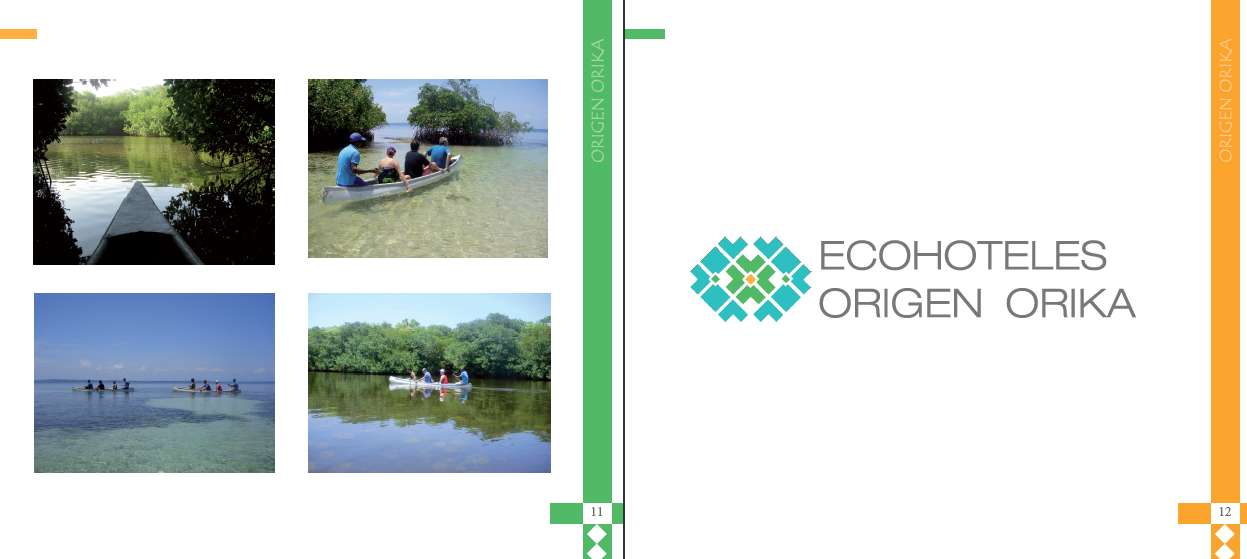 ORIGEN ORIKA
11
ORIGEN ORIKA
ECOHOTELES
ORIGEN ORIKA
12